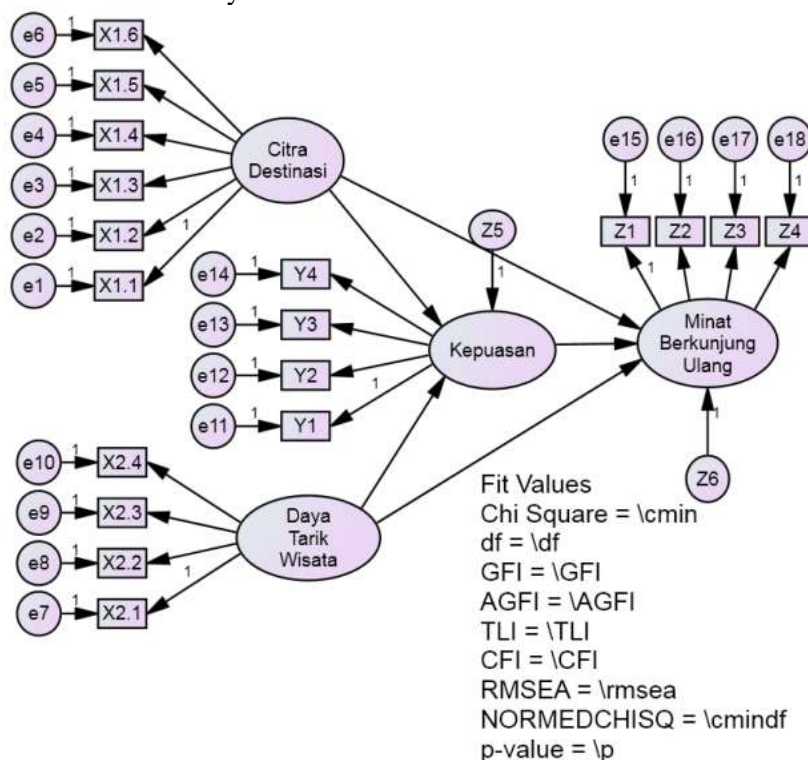 y
e6 1 X1.6
e5 1 X1.5
e4 1 X1.4
e3 1 X1.3
e2 1 X1.2 1
e1 1 X1.1
Citra
Destinasi
e15 e16 e17 e18
1 1 1 1
Z1 Z2 Z3 Z4
1
Z5
1
e14 1 Y4
e13 1 Y3
e12 1 Y2 1
e11 1 Y1
Kepuasan
Minat
Berkunjung
Ulang
1
Z6
e10 1 X2.4
e9 1 X2.3
e8 1 X2.2 1
e7 1 X2.1
Daya
Tarik
Wisata
Fit Values
Chi Square = \cmin
df = \df
GFI = \GFI
AGFI = \AGFI
TLI = \TLI
CFI = \CFI
RMSEA = \rmsea
NORMEDCHISQ = \cmindf
p-value = \p